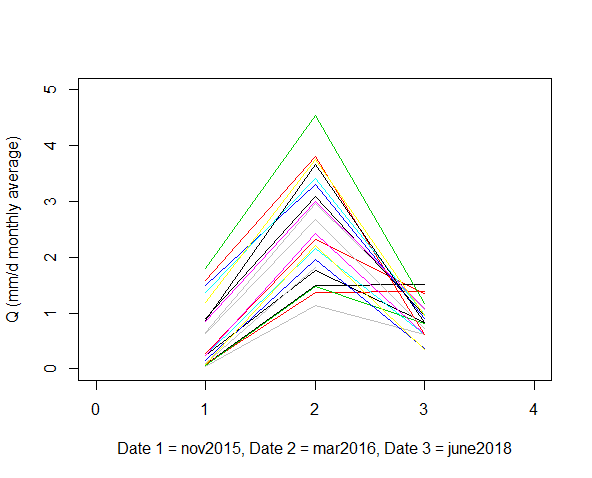 5
4
3
2
1
0
Q (mm/d monthly average)
0 1 2 3 4
Date 1 = nov2015, Date 2 = mar2016, Date 3 = june2018